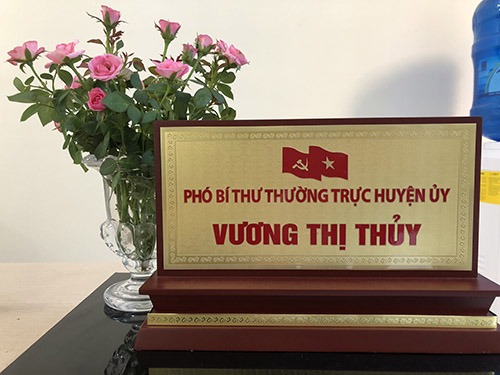 PHÓ BÍ THƯ THƯỜNG TRỰC HUYỆN ỦY
VƯƠNG THỊ THỦY